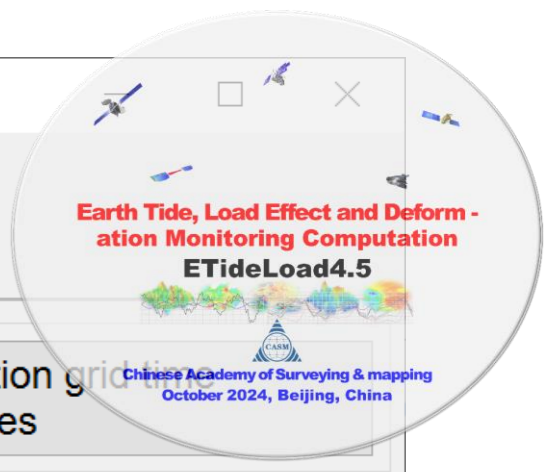 Earth Tide, Load Effect and Deform -
ation Monitoring Computation
ETideLoad4.5
CASM
tion grid time
es
Chinese Academy of Surveying & mapping
October 2024, Beijing, China